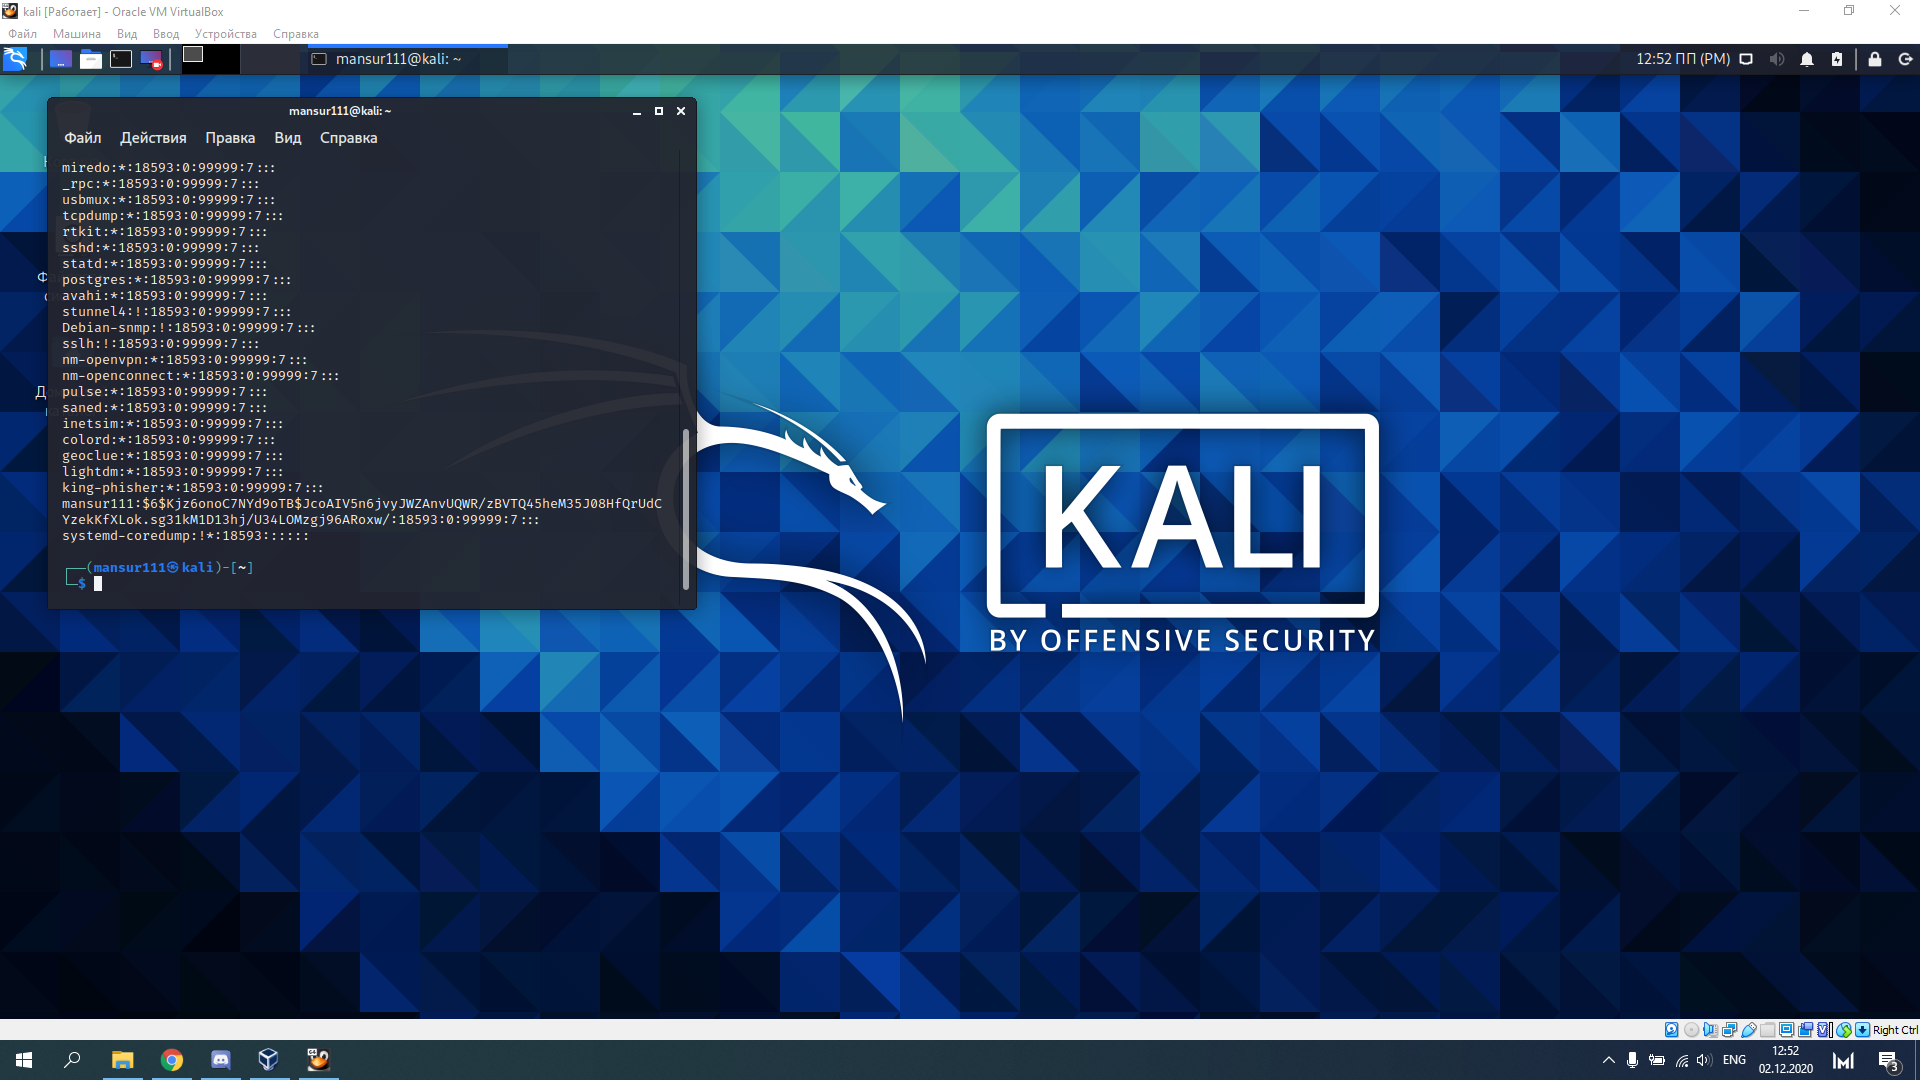 kali [Работает] - Oracle VM VirtualBox
Файл Машина Вид Ввод Устройства Справка
mansur111@kali: ~
12:52 ПП (PM)
mansur111@kali: ~
Файл Действия Правка Вид Справка
miredo:*:18593:0:99999:7:::
_rpc:*:18593:0:99999:7:::
usbmux:*:18593:0:99999:7:::
tcpdump:*:18593:0:99999:7:::
rtkit:*:18593:0:99999:7:::
sshd:*:18593:0:99999:7:::
statd:*:18593:0:99999:7:::
postgres:*:18593:0:99999:7:::
avahi:*:18593:0:99999:7:::
stunnel4:!:18593:0:99999:7:::
Debian-snmp:!:18593:0:99999:7:::
sslh:!:18593:0:99999:7:::
nm-openvpn:*:18593:0:99999:7:::
nm-openconnect:*:18593:0:99999:7:::
pulse:*:18593:0:99999:7:::
saned:*:18593:0:99999:7:::
inetsim:*:18593:0:99999:7:::
colord:*:18593:0:99999:7:::
geoclue:*:18593:0:99999:7:::
lightdm:*:18593:0:99999:7:::
king-phisher:*:18593:0:99999:7:::
mansur111:$6$Kjz6onoC7NYd9oTB$JcoAIV5n6jvyJWZAnvUQWR/zBVTQ45heM35J08HfQrUdC
YzekKfXLok.sg31kM1D13hj/U34LOMzgj96ARoxw/:18593:0:99999:7:::
systemd-coredump:!*:18593::::::
(mansur111㉿kali)-[~]
$
KALI
BY OFFENSIVE SECURITY
Right Ctrl
ENG
12:52
02.12.2020
3